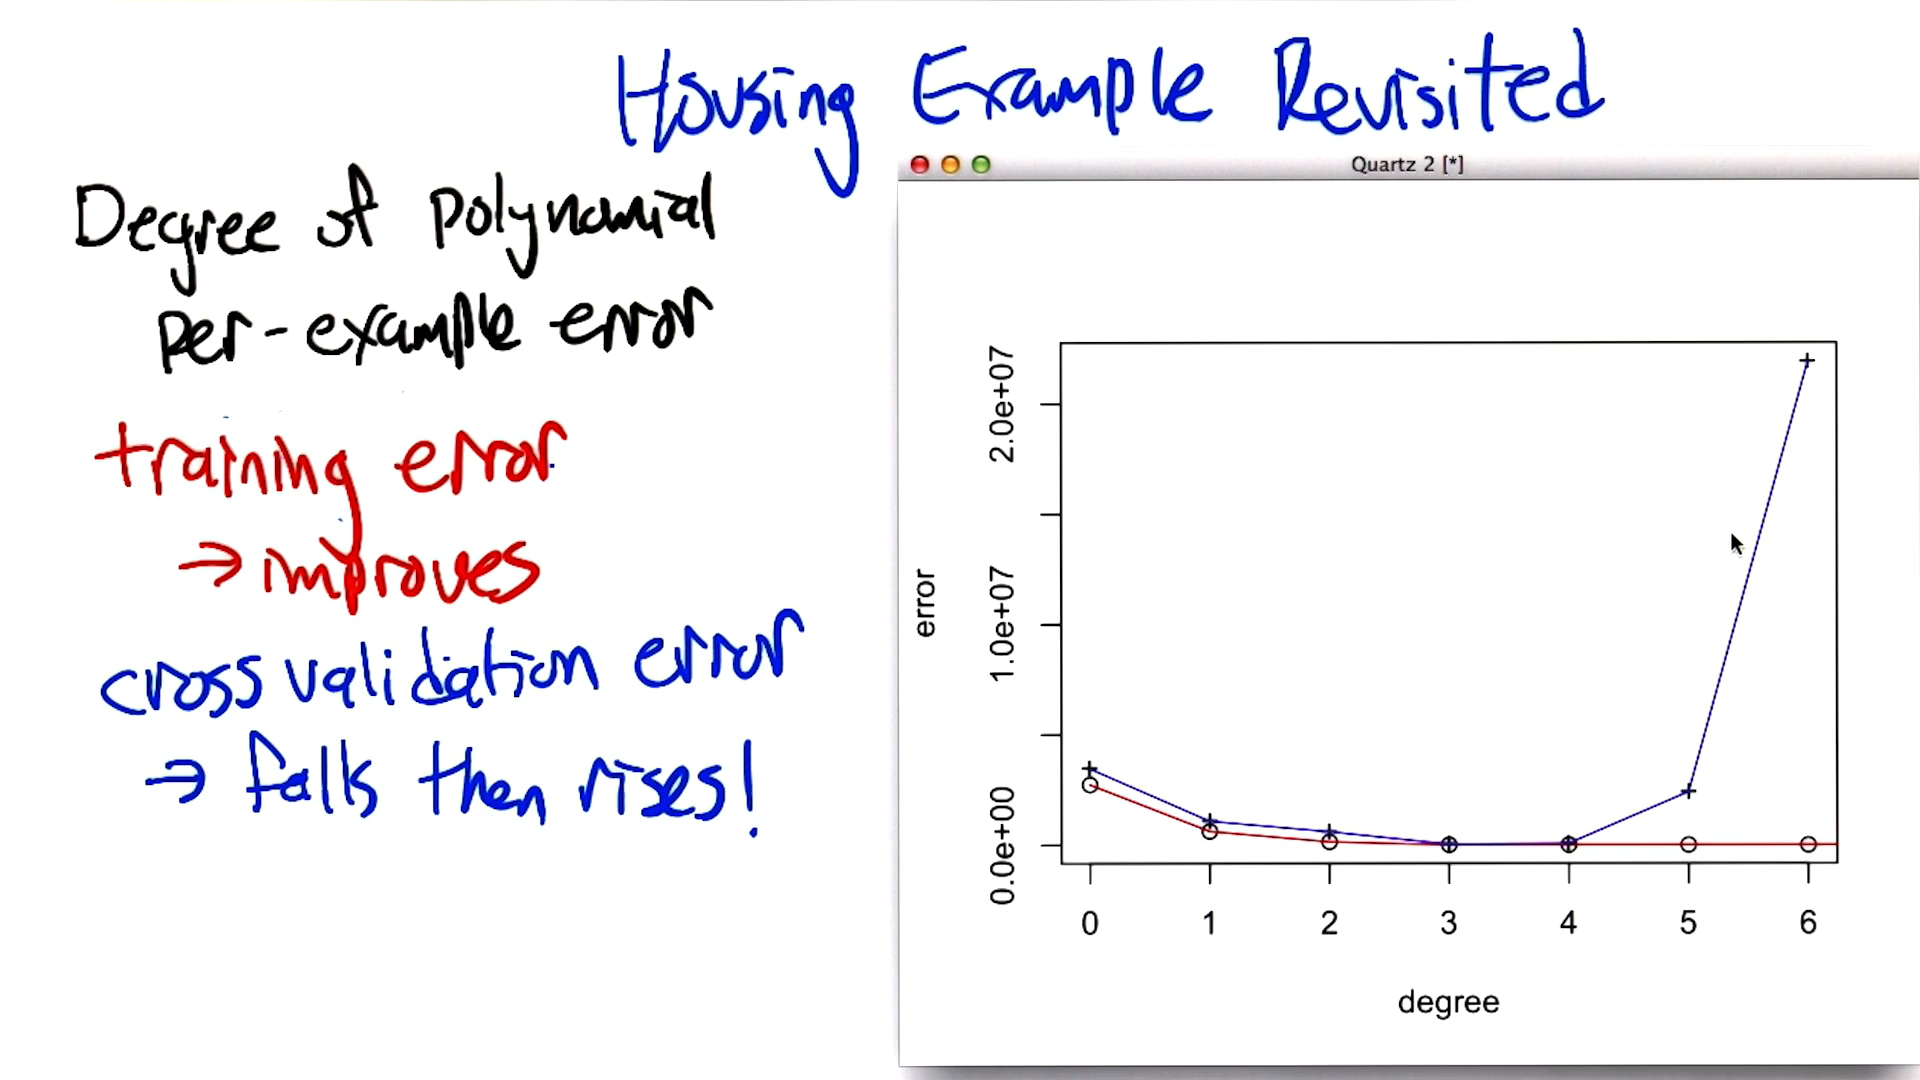 Housing Example Revisited
Degree of polynomial
per-example error
training error
→ improves
cross validation error
→ falls then rises!
Quartz 2 [*]
error
2.0e+07
1.0e+07
0.0e+00
0 1 2 3 4 5 6
degree